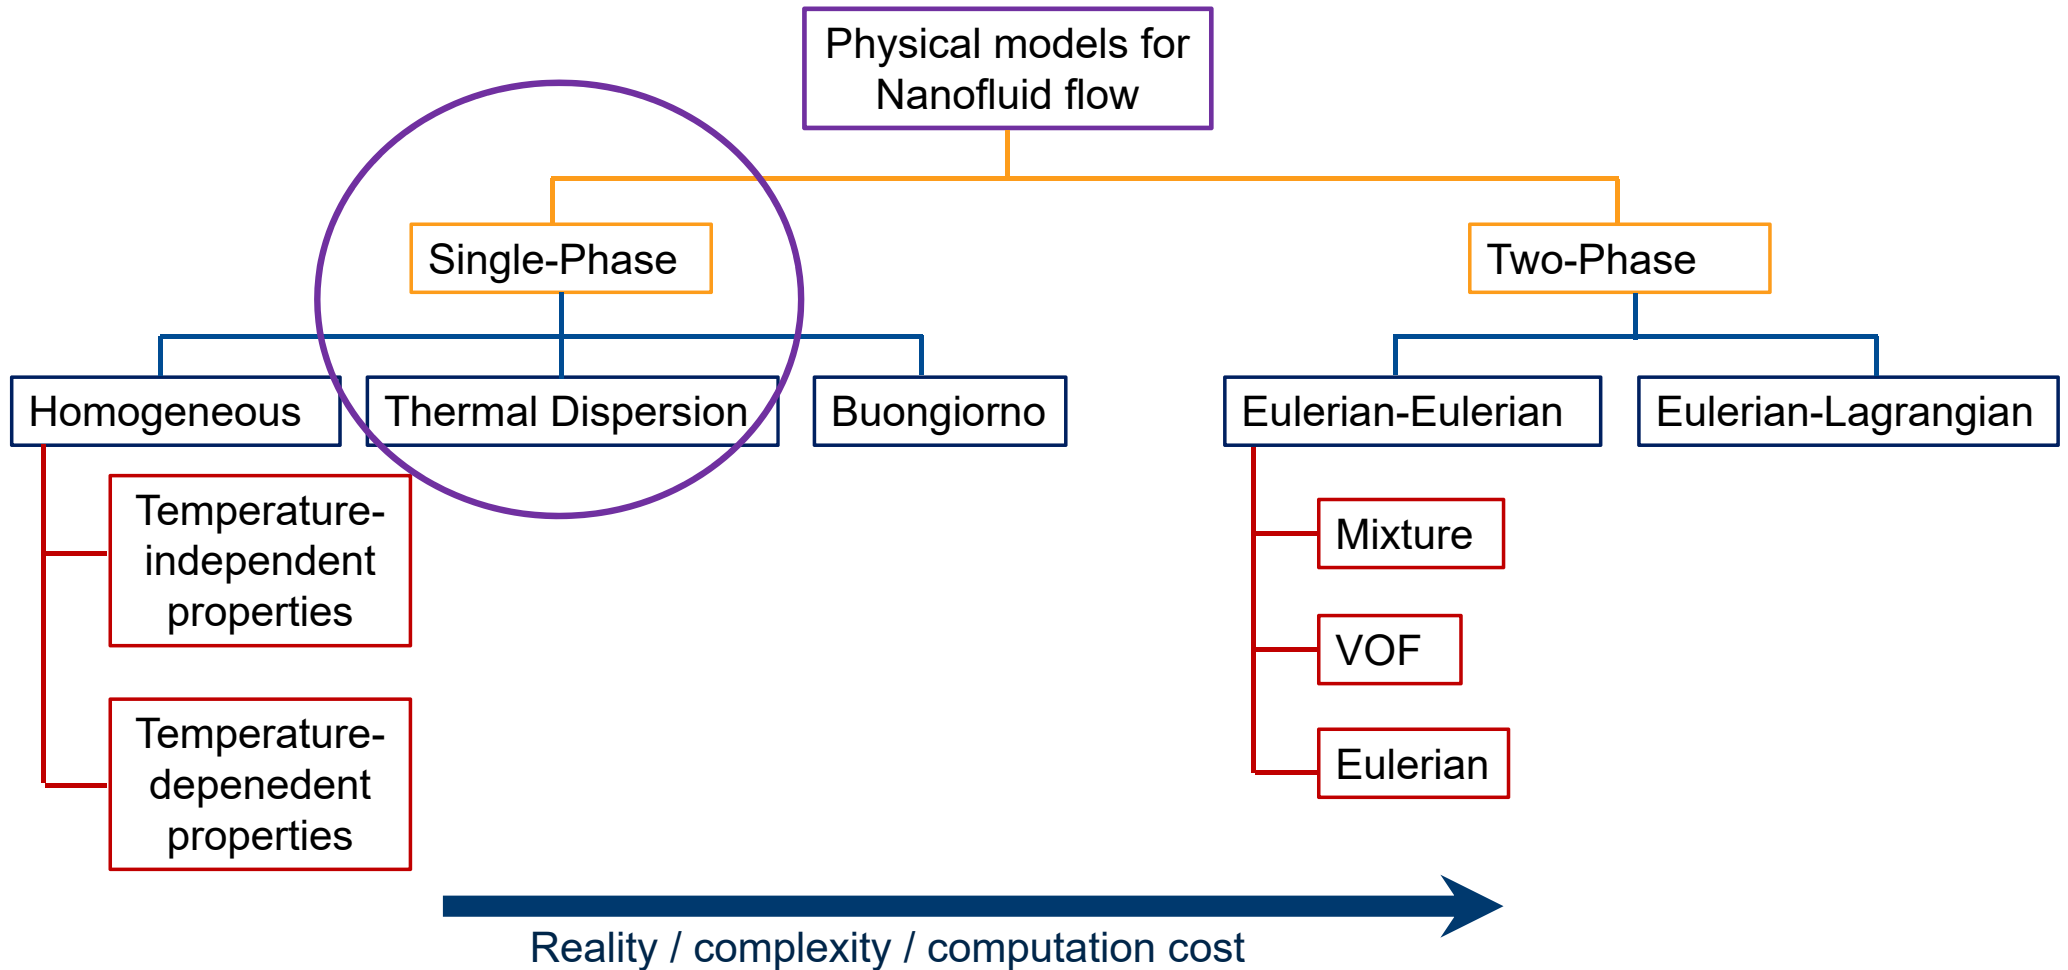 Physical models for
Nanofluid flow
Single-Phase
Two-Phase
Homogeneous
Thermal Dispersion
Buongiorno
Eulerian-Eulerian
Eulerian-Lagrangian
Temperature-
independent
properties
Temperature-
depenedent
properties
Mixture
VOF
Eulerian
Reality / complexity / computation cost